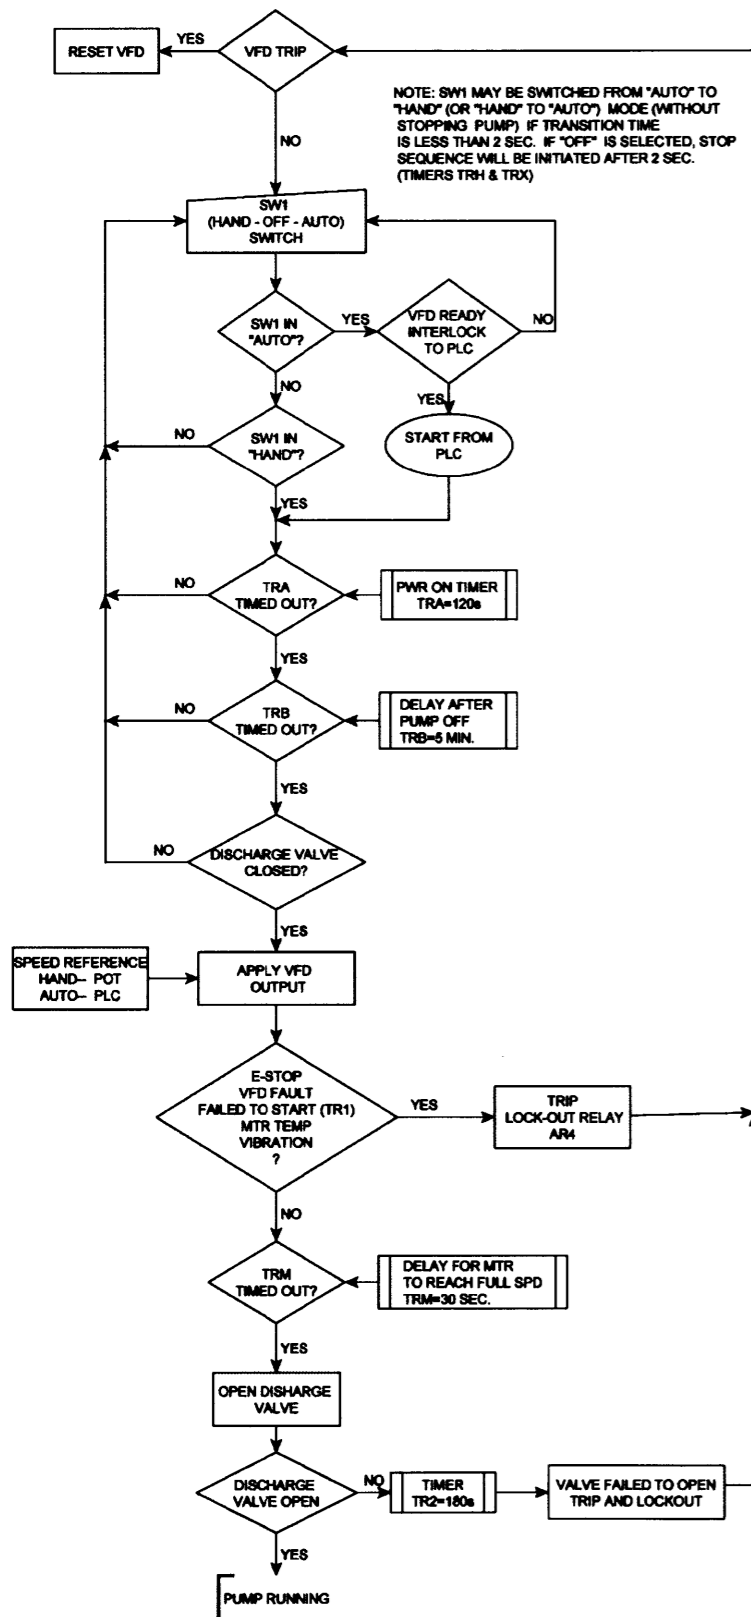 RESET VFD
YES
VFD TRIP
NOTE: SW1 MAY BE SWITCHED FROM "AUTO" TO
"HAND" (OR "HAND" TO "AUTO") MODE (WITHOUT
STOPPING PUMP) IF TRANSITION TIME
IS LESS THAN 2 SEC. IF "OFF" IS SELECTED, STOP
SEQUENCE WILL BE INITIATED AFTER 2 SEC.
(TIMERS TRH & TRX)
NO
SW1
(HAND - OFF - AUTO)
SWITCH
SW1 IN
"AUTO"?
YES
VFD READY
INTERLOCK
TO PLC
NO
NO
YES
NO
SW1 IN
"HAND"?
START FROM
PLC
YES
NO
TRA
TIMED OUT?
PWR ON TIMER
TRA=120s
YES
NO
TRB
TIMED OUT?
DELAY AFTER
PUMP OFF
TRB=5 MIN.
YES
NO
DISCHARGE VALVE
CLOSED?
YES
SPEED REFERENCE
HAND-- POT
AUTO-- PLC
APPLY VFD
OUTPUT
E-STOP
VFD FAULT
FAILED TO START (TR1)
MTR TEMP
VIBRATION
?
YES
TRIP
LOCK-OUT RELAY
AR4
NO
TRM
TIMED OUT?
DELAY FOR MTR
TO REACH FULL SPD
TRM=30 SEC.
YES
OPEN DISHARGE
VALVE
DISCHARGE
VALVE OPEN
NO
TIMER
TR2=180s
VALVE FAILED TO OPEN
TRIP AND LOCKOUT
YES
PUMP RUNNING